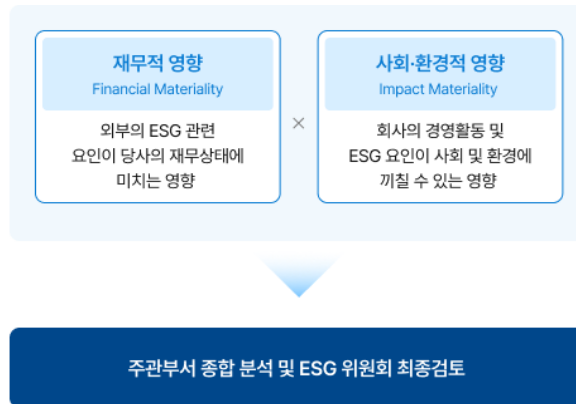 재무적 영향
Financial Materiality
외부의 ESG 관련
요인이 당사의 재무상태에
미치는 영향
×
사회·환경적 영향
Impact Materiality
회사의 경영활동 및
ESG 요인이 사회 및 환경에
끼칠 수 있는 영향
주관부서 종합 분석 및 ESG 위원회 최종검토